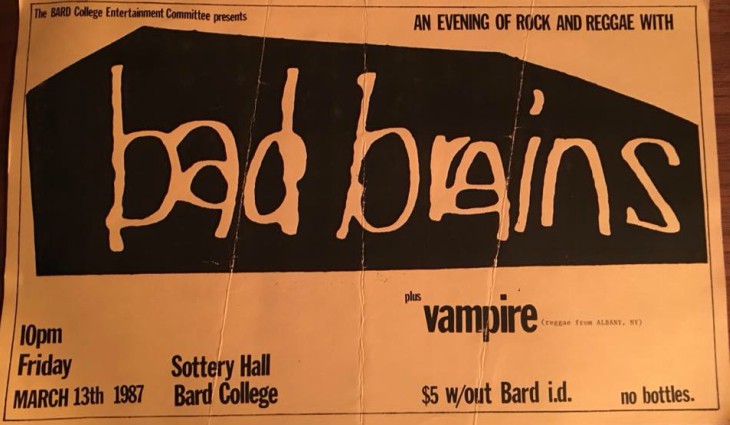 The BARD College Entertainment Committee presents
AN EVENING OF ROCK AND REGGAE WITH
bad brains
plus
vampire (reggae from ALBANY, NY)
10pm
Friday
MARCH 13th 1987
Sottery Hall
Bard College
$5 w/out Bard i.d.
no bottles.